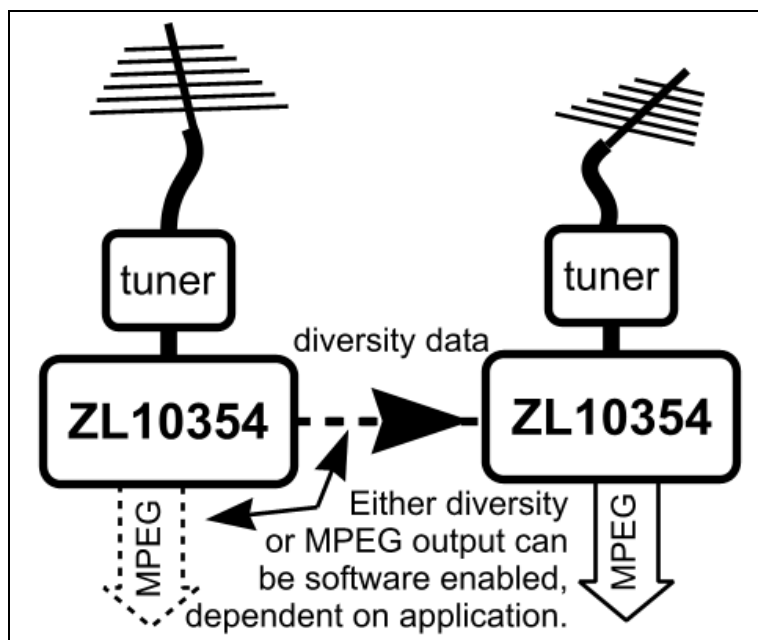 tuner
tuner
diversity data
ZL10354
ZL10354
MPEG
Either diversity
or MPEG output can
be software enabled,
dependent on application.
MPEG